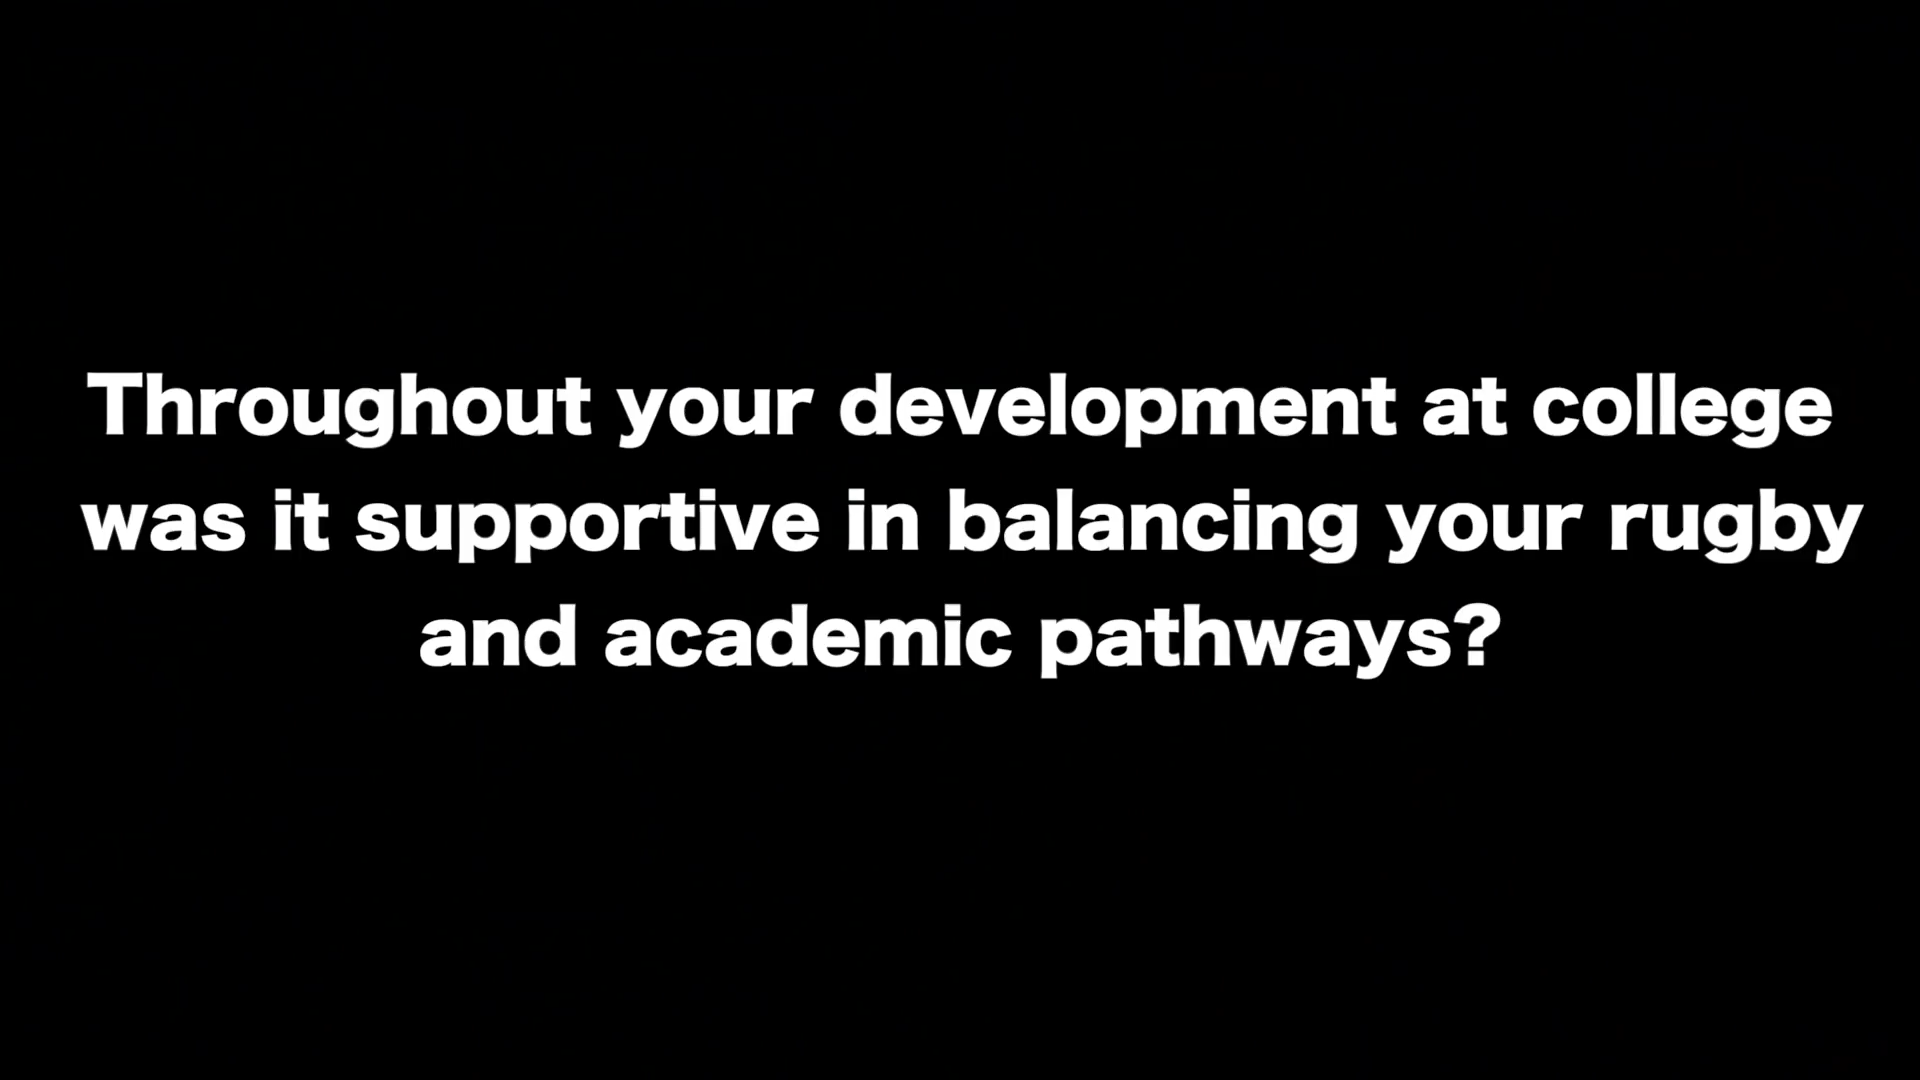 Throughout your development at college
was it supportive in balancing your rugby
and academic pathways?